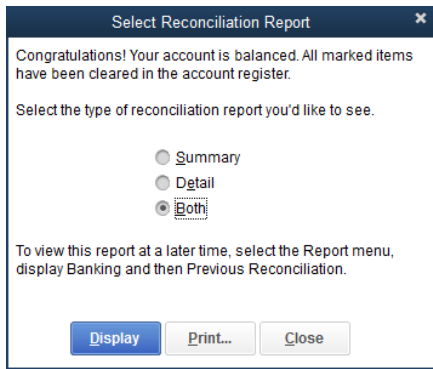 Select Reconciliation Report
Congratulations! Your account is balanced. All marked items
have been cleared in the account register.
Select the type of reconciliation report you'd like to see.
Summary
Detail
Both
To view this report at a later time, select the Report menu,
display Banking and then Previous Reconciliation.
Display Print... Close